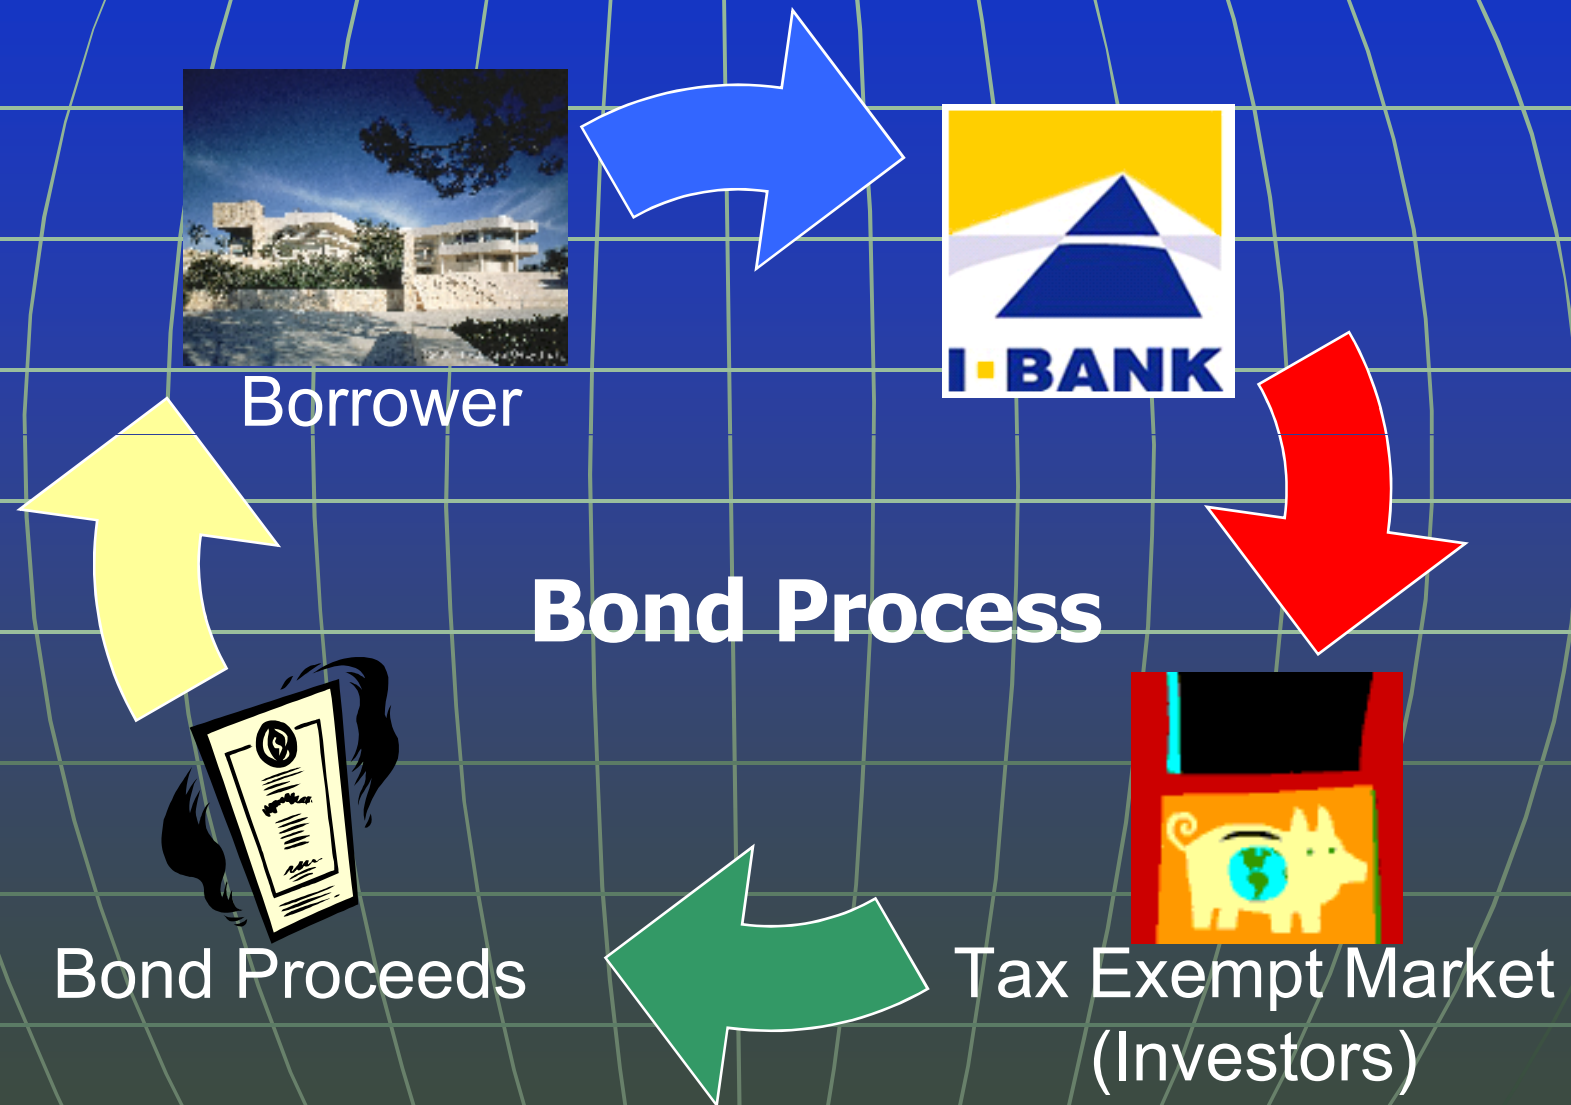 I-BANK
Borrower
Bond Process
Bond Proceeds
Tax Exempt Market
(Investors)